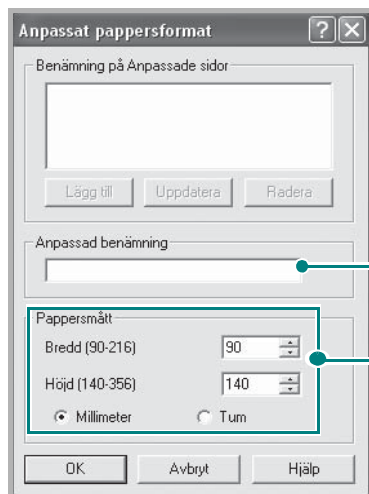 Anpassat pappersformat
Benämning på Anpassade sidor
Lägg till Uppdatera Radera
Anpassad benämning
Pappersmått
Bredd (90-216) 90
Höjd (140-356) 140
Millimeter Tum
OK Avbryt Hjälp